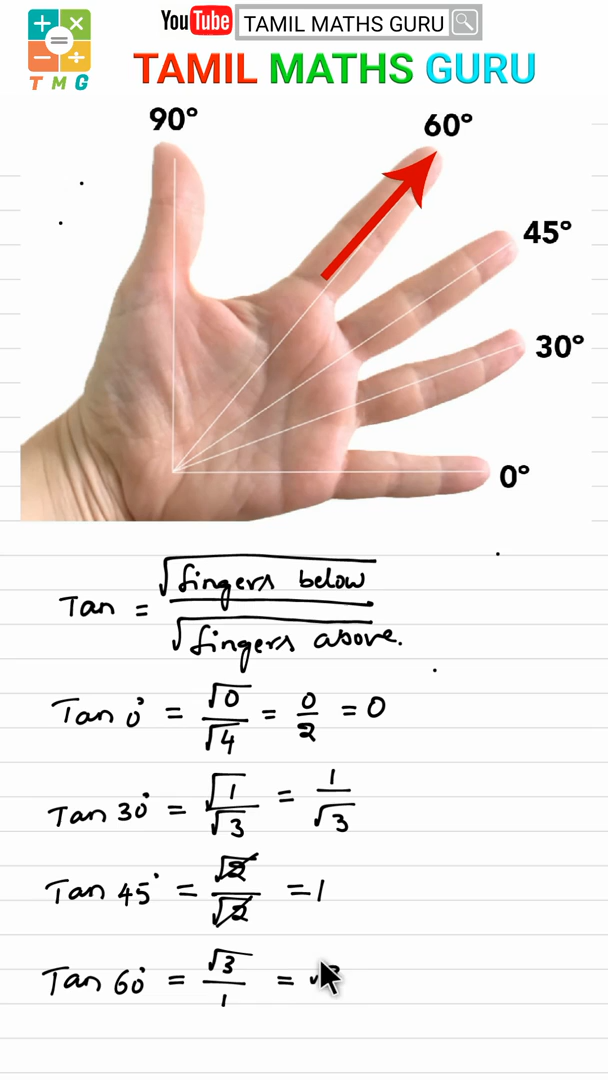 YouTube TAMIL MATHS GURU
TMG
TAMIL MATHS GURU
90°
60°
45°
30°
0°
Tan = √fingers below / √fingers above.
Tan 0° = √0/√4 = 0/2 = 0
Tan 30° = √1/√3 = 1/√3
Tan 45° = √2/√2 = 1
Tan 60° = √3/1 = √3